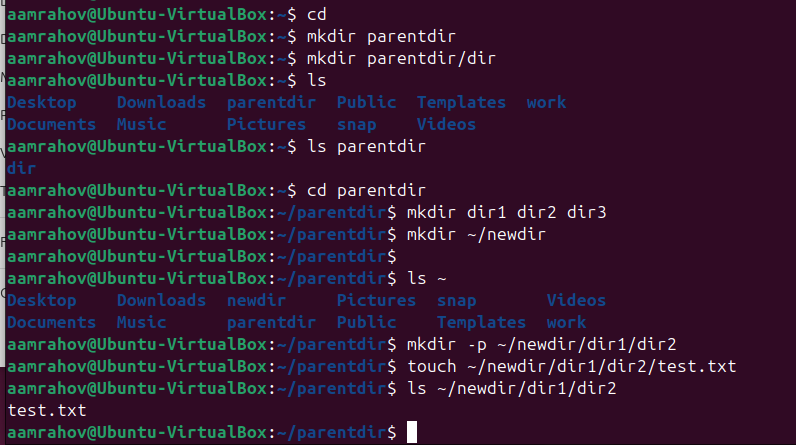 aamrahov@Ubuntu-VirtualBox:~$ cd
aamrahov@Ubuntu-VirtualBox:~$ mkdir parentdir
aamrahov@Ubuntu-VirtualBox:~$ mkdir parentdir/dir
aamrahov@Ubuntu-VirtualBox:~$ ls
Desktop    Downloads  parentdir  Public  Templates  work
Documents  Music      Pictures   snap    Videos
aamrahov@Ubuntu-VirtualBox:~$ ls parentdir
dir
aamrahov@Ubuntu-VirtualBox:~$ cd parentdir
aamrahov@Ubuntu-VirtualBox:~/parentdir$ mkdir dir1 dir2 dir3
aamrahov@Ubuntu-VirtualBox:~/parentdir$ mkdir ~/newdir
aamrahov@Ubuntu-VirtualBox:~/parentdir$
aamrahov@Ubuntu-VirtualBox:~/parentdir$ ls ~
Desktop    Downloads  newdir     Pictures  snap       Videos
Documents  Music      parentdir  Public    Templates  work
aamrahov@Ubuntu-VirtualBox:~/parentdir$ mkdir -p ~/newdir/dir1/dir2
aamrahov@Ubuntu-VirtualBox:~/parentdir$ touch ~/newdir/dir1/dir2/test.txt
aamrahov@Ubuntu-VirtualBox:~/parentdir$ ls ~/newdir/dir1/dir2
test.txt
aamrahov@Ubuntu-VirtualBox:~/parentdir$